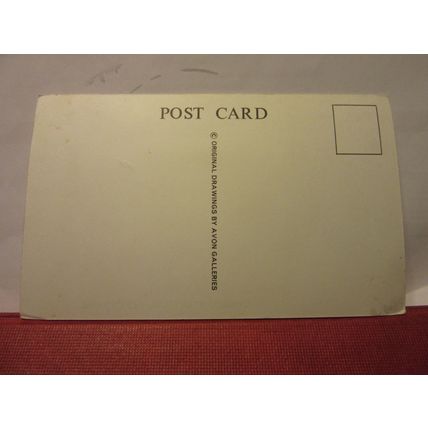 POST CARD
© ORIGINAL DRAWINGS BY AVON GALLERIES